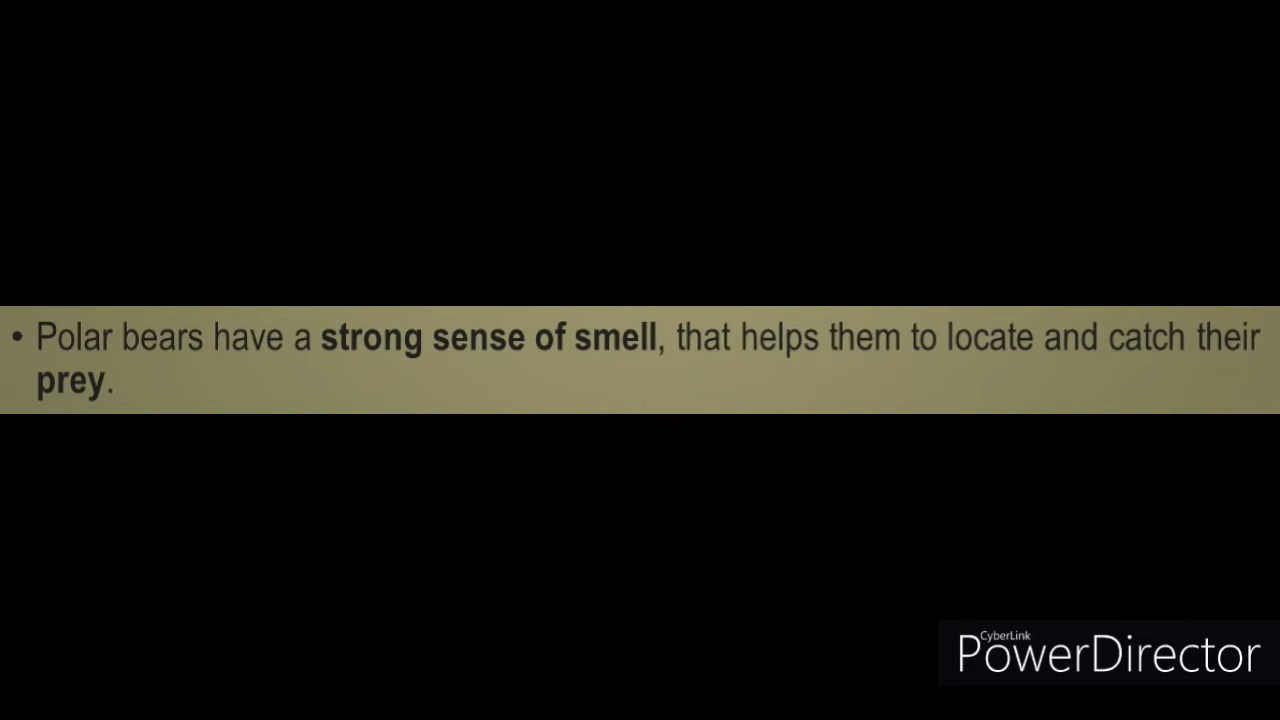 • Polar bears have a strong sense of smell, that helps them to locate and catch their
prey.
CyberLink
PowerDirector